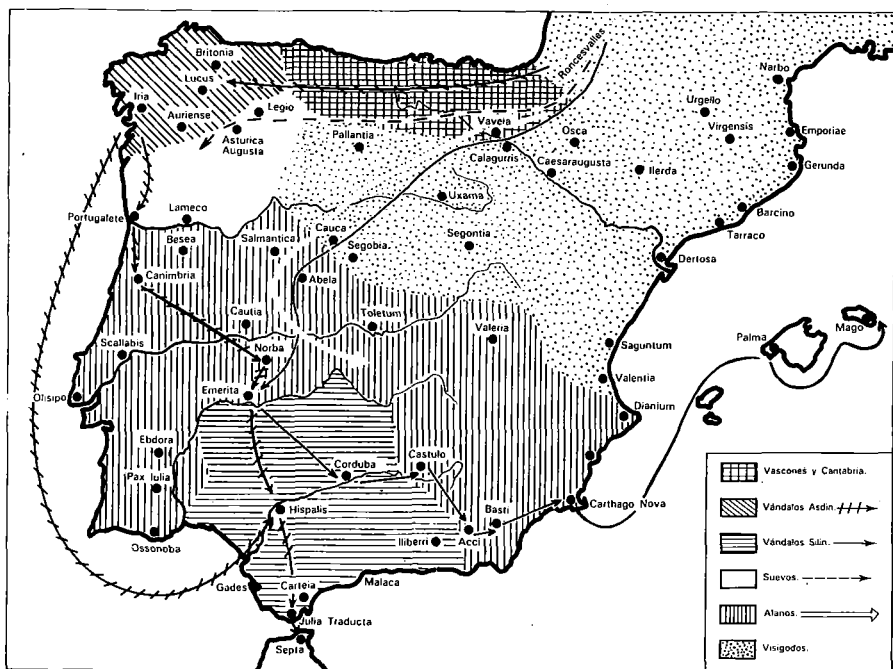 Britonia
Lucus
Iria
Auriense
Legio
Asturica
Augusta
Pallantia
Roncesvalles
Vaveia
Calagurris
Osca
Caesaraugusta
Urgello
Virgensis
Ilerda
Narbo
Emporiae
Gerunda
Barcino
Tarraco
Dertosa
Portugalete
Lameco
Besea
Salmantica
Cauca
Segobia
Uxama
Segontia
Canimbria
Abela
Cautia
Toletum
Valeria
Scallabis
Norba
Emerita
Olisipo
Saguntum
Valentia
Dianium
Palma
Mago
Ebdora
Pax Iulia
Ossonoba
Corduba
Castulo
Hispalis
Basti
Iliberri
Acci
Carthago Nova
Gades
Carteia
Malaca
Julia Traducta
Septa
Vascones y Cantabria.
Vándalos Asdin.
Vándalos Silin.
Suevos.
Alanos.
Visigodos.